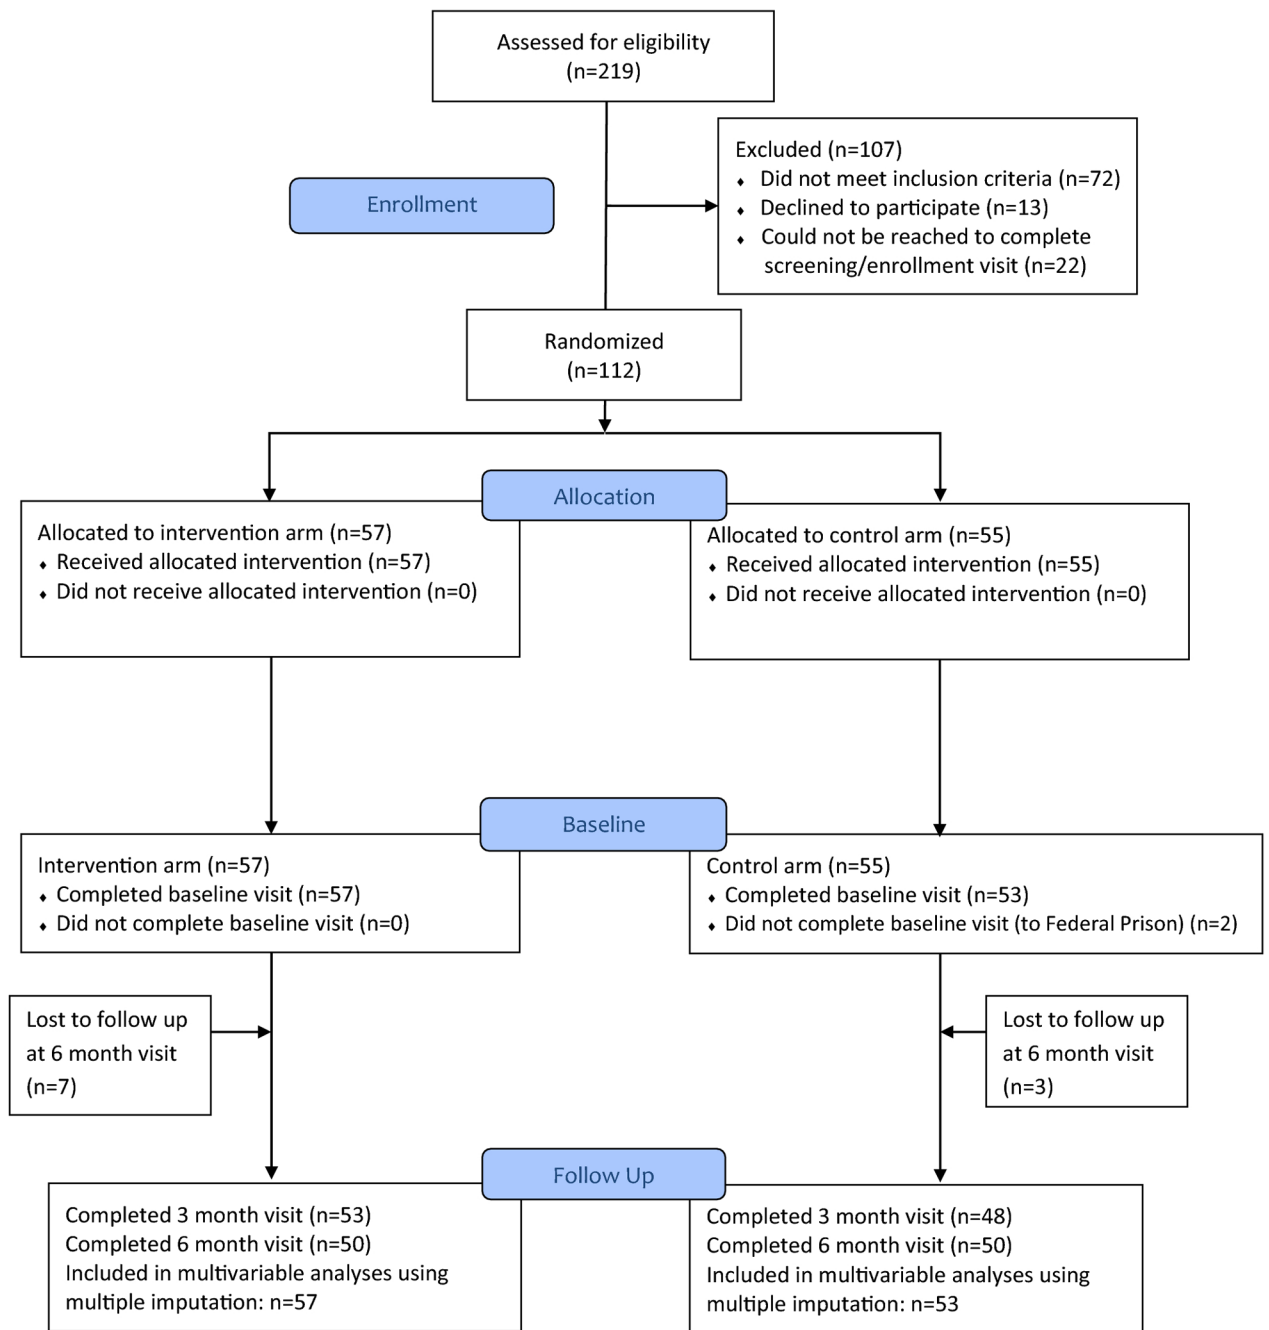 Assessed for eligibility
(n=219)
Excluded (n=107)
⬧ Did not meet inclusion criteria (n=72)
⬧ Declined to participate (n=13)
⬧ Could not be reached to complete
screening/enrollment visit (n=22)
Enrollment
Randomized
(n=112)
Allocation
Allocated to intervention arm (n=57)
⬧ Received allocated intervention (n=57)
⬧ Did not receive allocated intervention (n=0)
Allocated to control arm (n=55)
⬧ Received allocated intervention (n=55)
⬧ Did not receive allocated intervention (n=0)
Baseline
Intervention arm (n=57)
⬧ Completed baseline visit (n=57)
⬧ Did not complete baseline visit (n=0)
Control arm (n=55)
⬧ Completed baseline visit (n=53)
⬧ Did not complete baseline visit (to Federal Prison) (n=2)
Lost to follow up
at 6 month visit
(n=7)
Lost to follow up
at 6 month visit
(n=3)
Follow Up
Completed 3 month visit (n=53)
Completed 6 month visit (n=50)
Included in multivariable analyses using
multiple imputation: n=57
Completed 3 month visit (n=48)
Completed 6 month visit (n=50)
Included in multivariable analyses using
multiple imputation: n=53